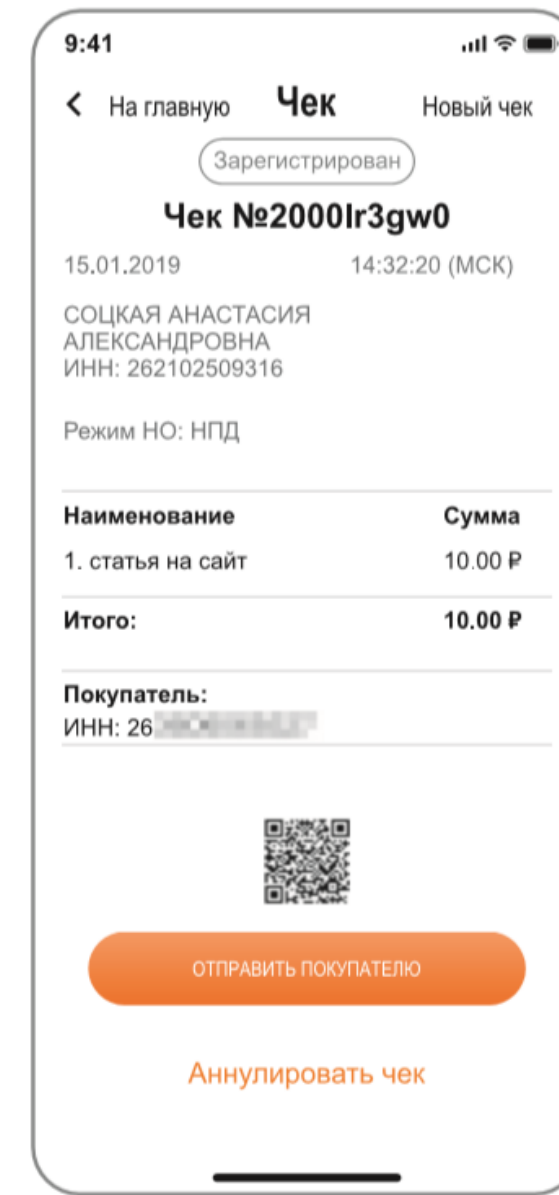 9:41
На главную Чек Новый чек
Зарегистрирован
Чек №2000lr3gw0
15.01.2019 14:32:20 (МСК)
СОЦКАЯ АНАСТАСИЯ
АЛЕКСАНДРОВНА
ИНН: 262102509316
Режим НО: НПД
Наименование Сумма
1. статья на сайт 10.00 ₽
Итого: 10.00 ₽
Покупатель:
ИНН: 26
ОТПРАВИТЬ ПОКУПАТЕЛЮ
Аннулировать чек